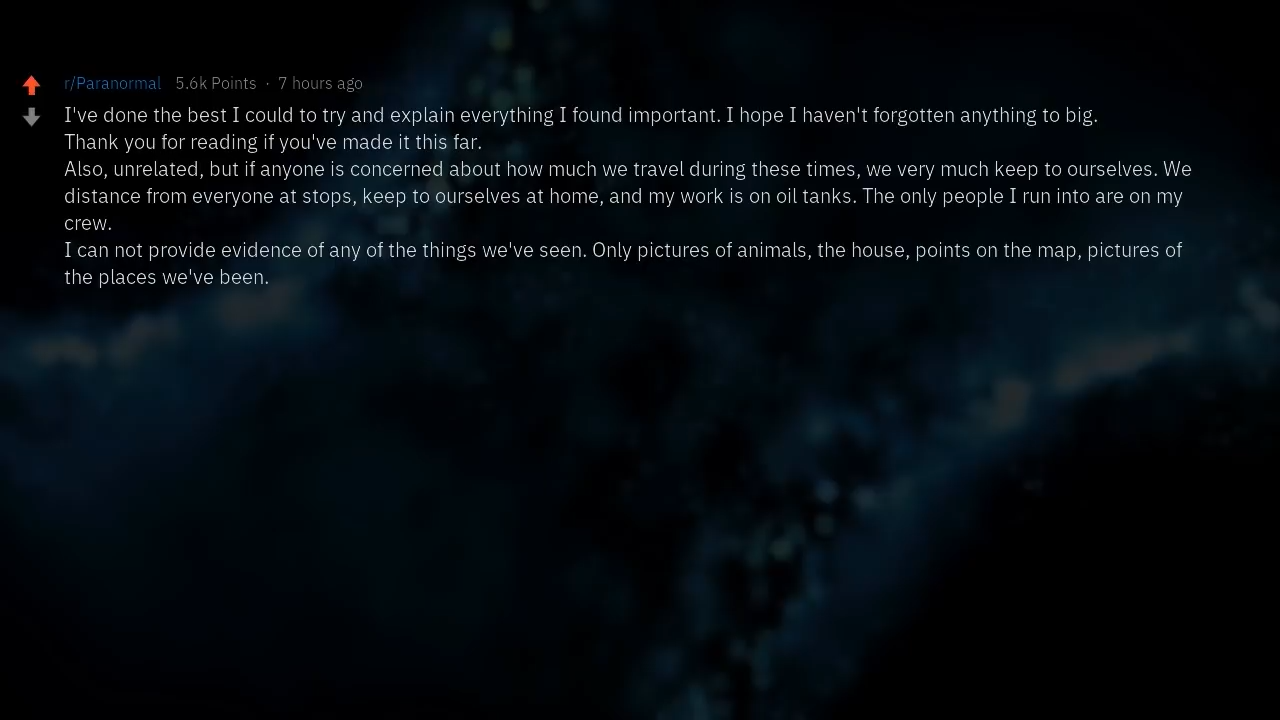 r/Paranormal 5.6k Points · 7 hours ago
I've done the best I could to try and explain everything I found important. I hope I haven't forgotten anything to big.
Thank you for reading if you've made it this far.
Also, unrelated, but if anyone is concerned about how much we travel during these times, we very much keep to ourselves. We
distance from everyone at stops, keep to ourselves at home, and my work is on oil tanks. The only people I run into are on my
crew.
I can not provide evidence of any of the things we've seen. Only pictures of animals, the house, points on the map, pictures of
the places we've been.